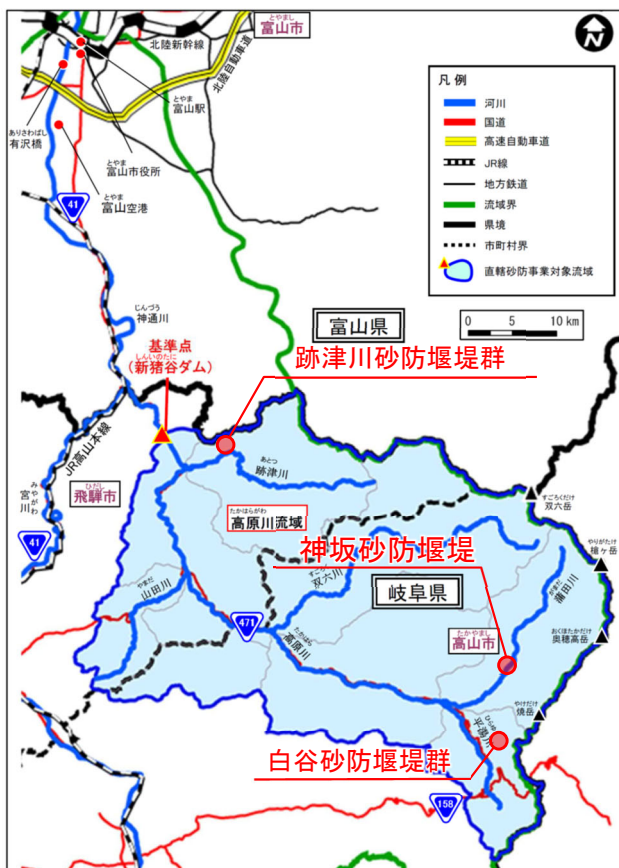 とやまし
富山市
北陸新幹線
北陸自動車道
N
とやま
富山駅
ありさわばし
有沢橋
とやま
富山市役所
とやま
富山空港
41
凡例
河川
国道
高速自動車道
JR線
地方鉄道
流域界
県境
市町村界
直轄砂防事業対象流域
0 5 10 km
じんづう
神通川
富山県
基準点
しんいのたに
(新猪谷ダム)
跡津川砂防堰堤群
JR高山本線
あとつ
跡津川
みやがわ
宮川
ひだし
飛騨市
41
たかはらがわ
高原川流域
すごろくだけ
双六岳
神坂砂防堰堤
やりがたけ
槍ヶ岳
すごろく
双六川
がまだ
蒲田川
やまだ
山田川
岐阜県
471
たかはら
高原川
たかやまし
高山市
おくほたかだけ
奥穂高岳
やけだけ
焼岳
ひらゆ
平湯川
白谷砂防堰堤群
158